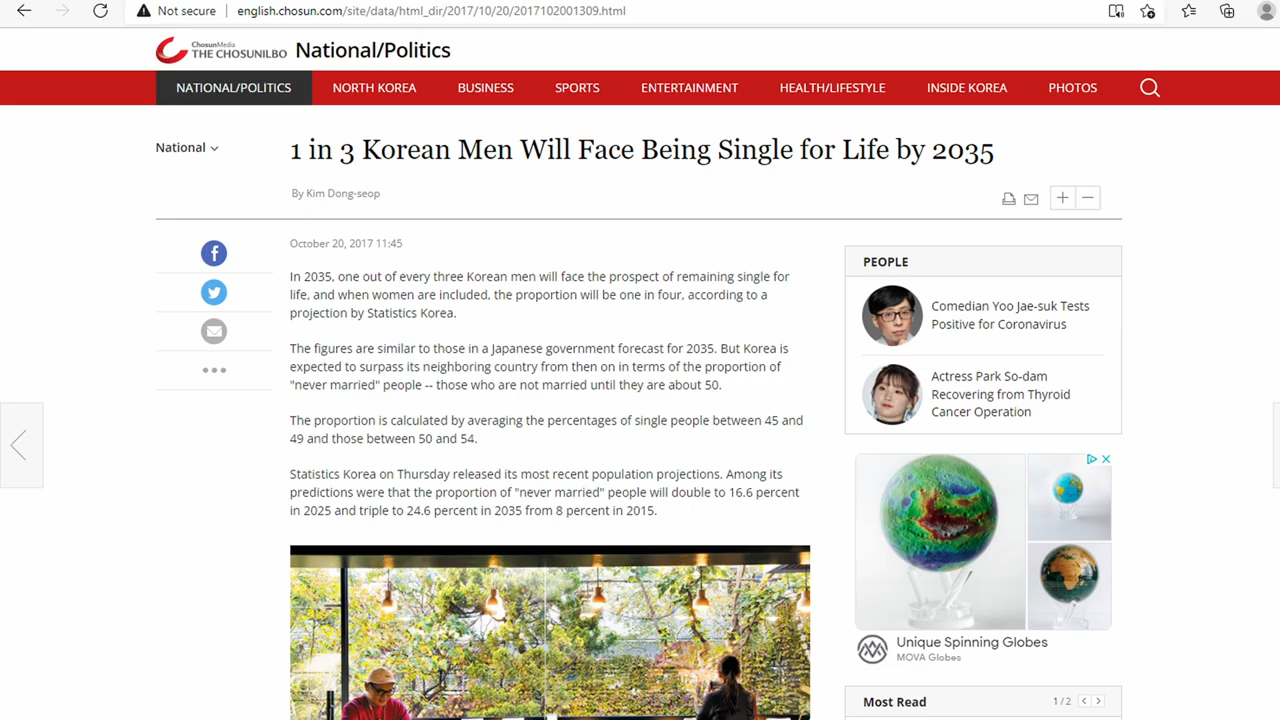 Not secure
english.chosun.com/site/data/html_dir/2017/10/20/2017102001309.html
ChosunMedia
THE CHOSUNILBO
National/Politics
NATIONAL/POLITICS
NORTH KOREA
BUSINESS
SPORTS
ENTERTAINMENT
HEALTH/LIFESTYLE
INSIDE KOREA
PHOTOS
National
1 in 3 Korean Men Will Face Being Single for Life by 2035
By Kim Dong-seop
October 20, 2017 11:45
In 2035, one out of every three Korean men will face the prospect of remaining single for
life, and when women are included, the proportion will be one in four, according to a
projection by Statistics Korea.
The figures are similar to those in a Japanese government forecast for 2035. But Korea is
expected to surpass its neighboring country from then on in terms of the proportion of
"never married" people -- those who are not married until they are about 50.
The proportion is calculated by averaging the percentages of single people between 45 and
49 and those between 50 and 54.
Statistics Korea on Thursday released its most recent population projections. Among its
predictions were that the proportion of "never married" people will double to 16.6 percent
in 2025 and triple to 24.6 percent in 2035 from 8 percent in 2015.
PEOPLE
Comedian Yoo Jae-suk Tests
Positive for Coronavirus
Actress Park So-dam
Recovering from Thyroid
Cancer Operation
Unique Spinning Globes
MOVA Globes
Most Read
1 / 2